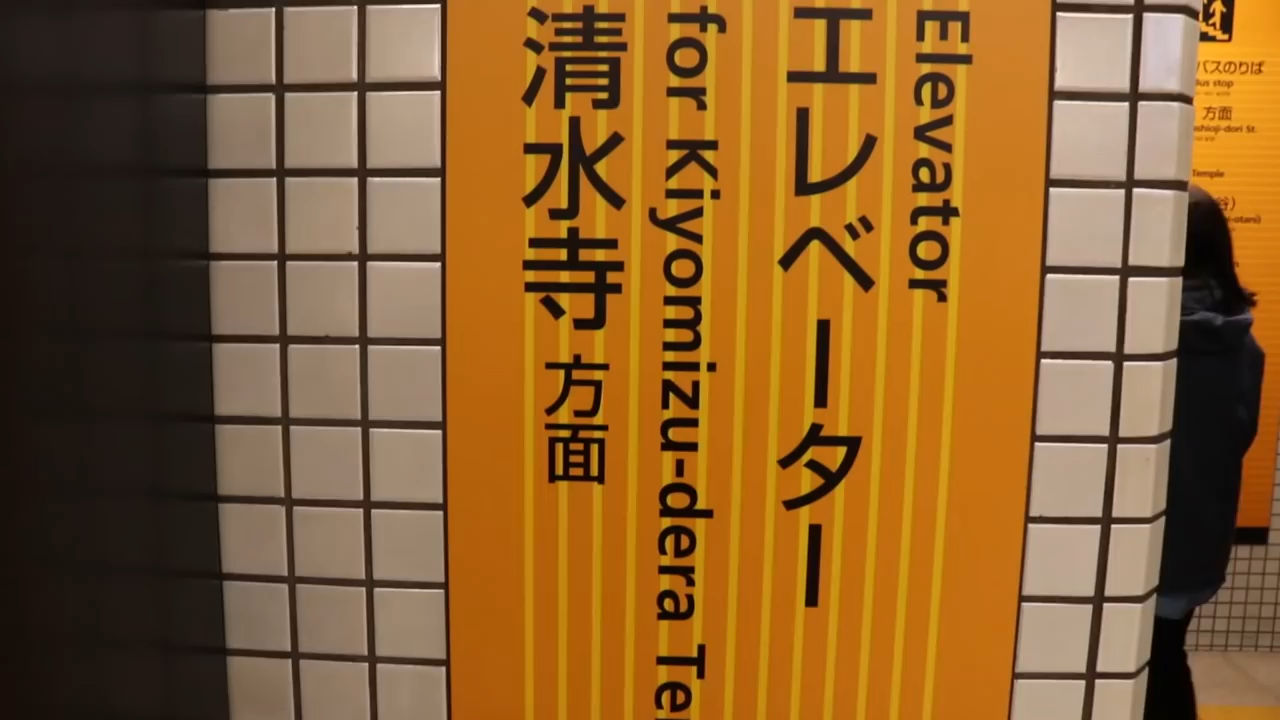 Elevator
エレベーター
for Kiyomizu-dera
清水寺 方面
バスのりば
Bus stop
方面
Temple